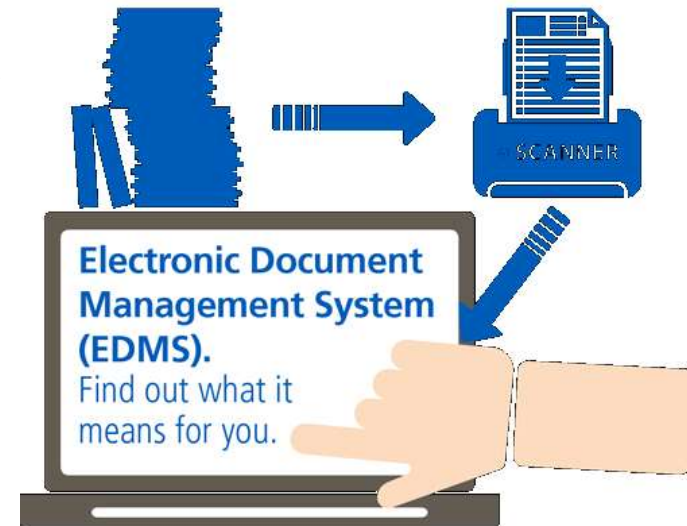 SCANNER
Electronic Document
Management System
(EDMS).
Find out what it
means for you.